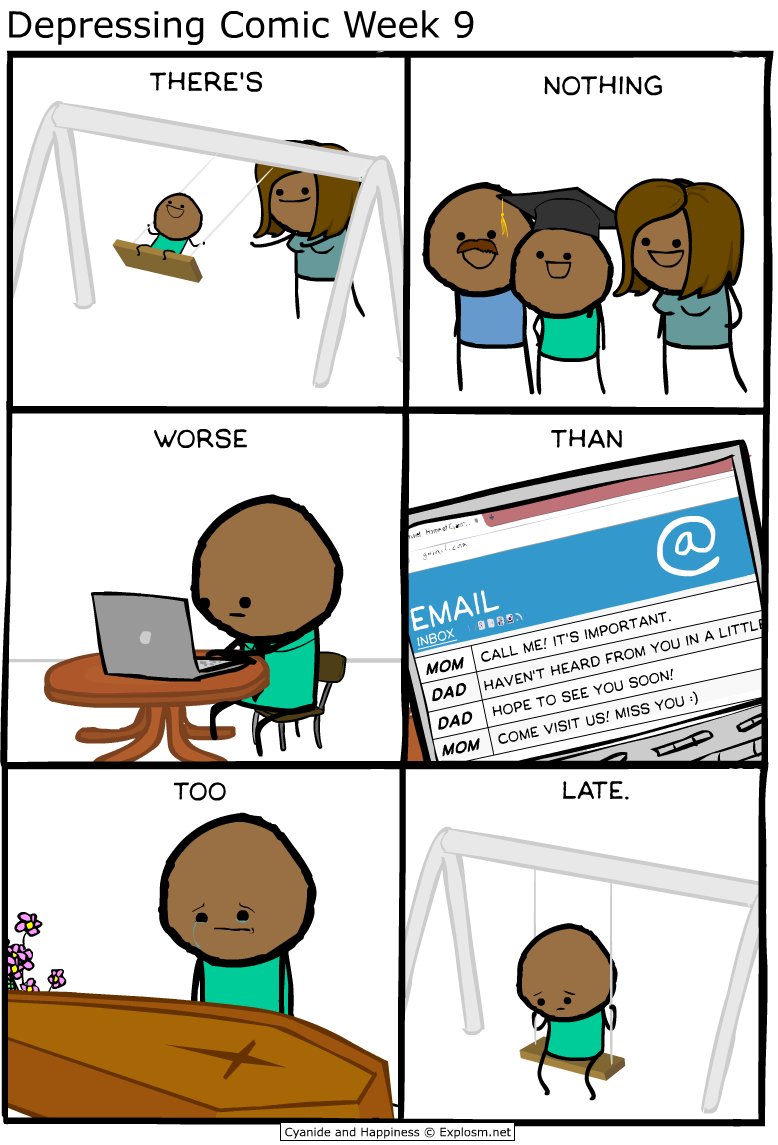 Depressing Comic Week 9
THERE'S
NOTHING
WORSE
THAN
EMAIL
INBOX
MOM CALL ME! IT'S IMPORTANT.
DAD HAVEN'T HEARD FROM YOU IN A LITTLE
DAD HOPE TO SEE YOU SOON!
MOM COME VISIT US! MISS YOU :)
TOO
LATE.
Cyanide and Happiness © Explosm.net